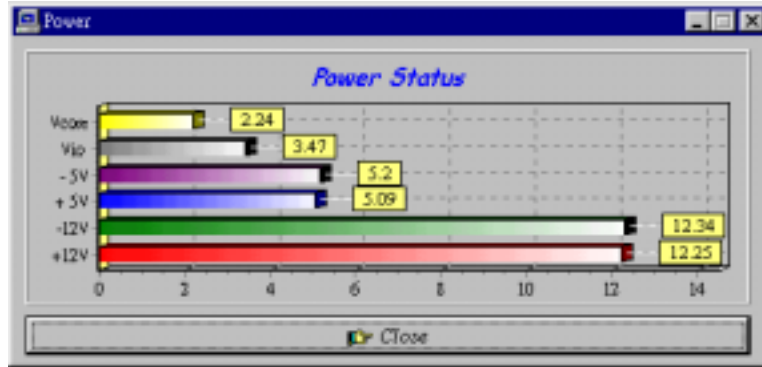 Power
Power Status
Vcore 2.24
Vio 3.47
- 5V 5.2
+ 5V 5.09
-12V 12.34
+12V 12.25
0 2 4 6 8 10 12 14
Close